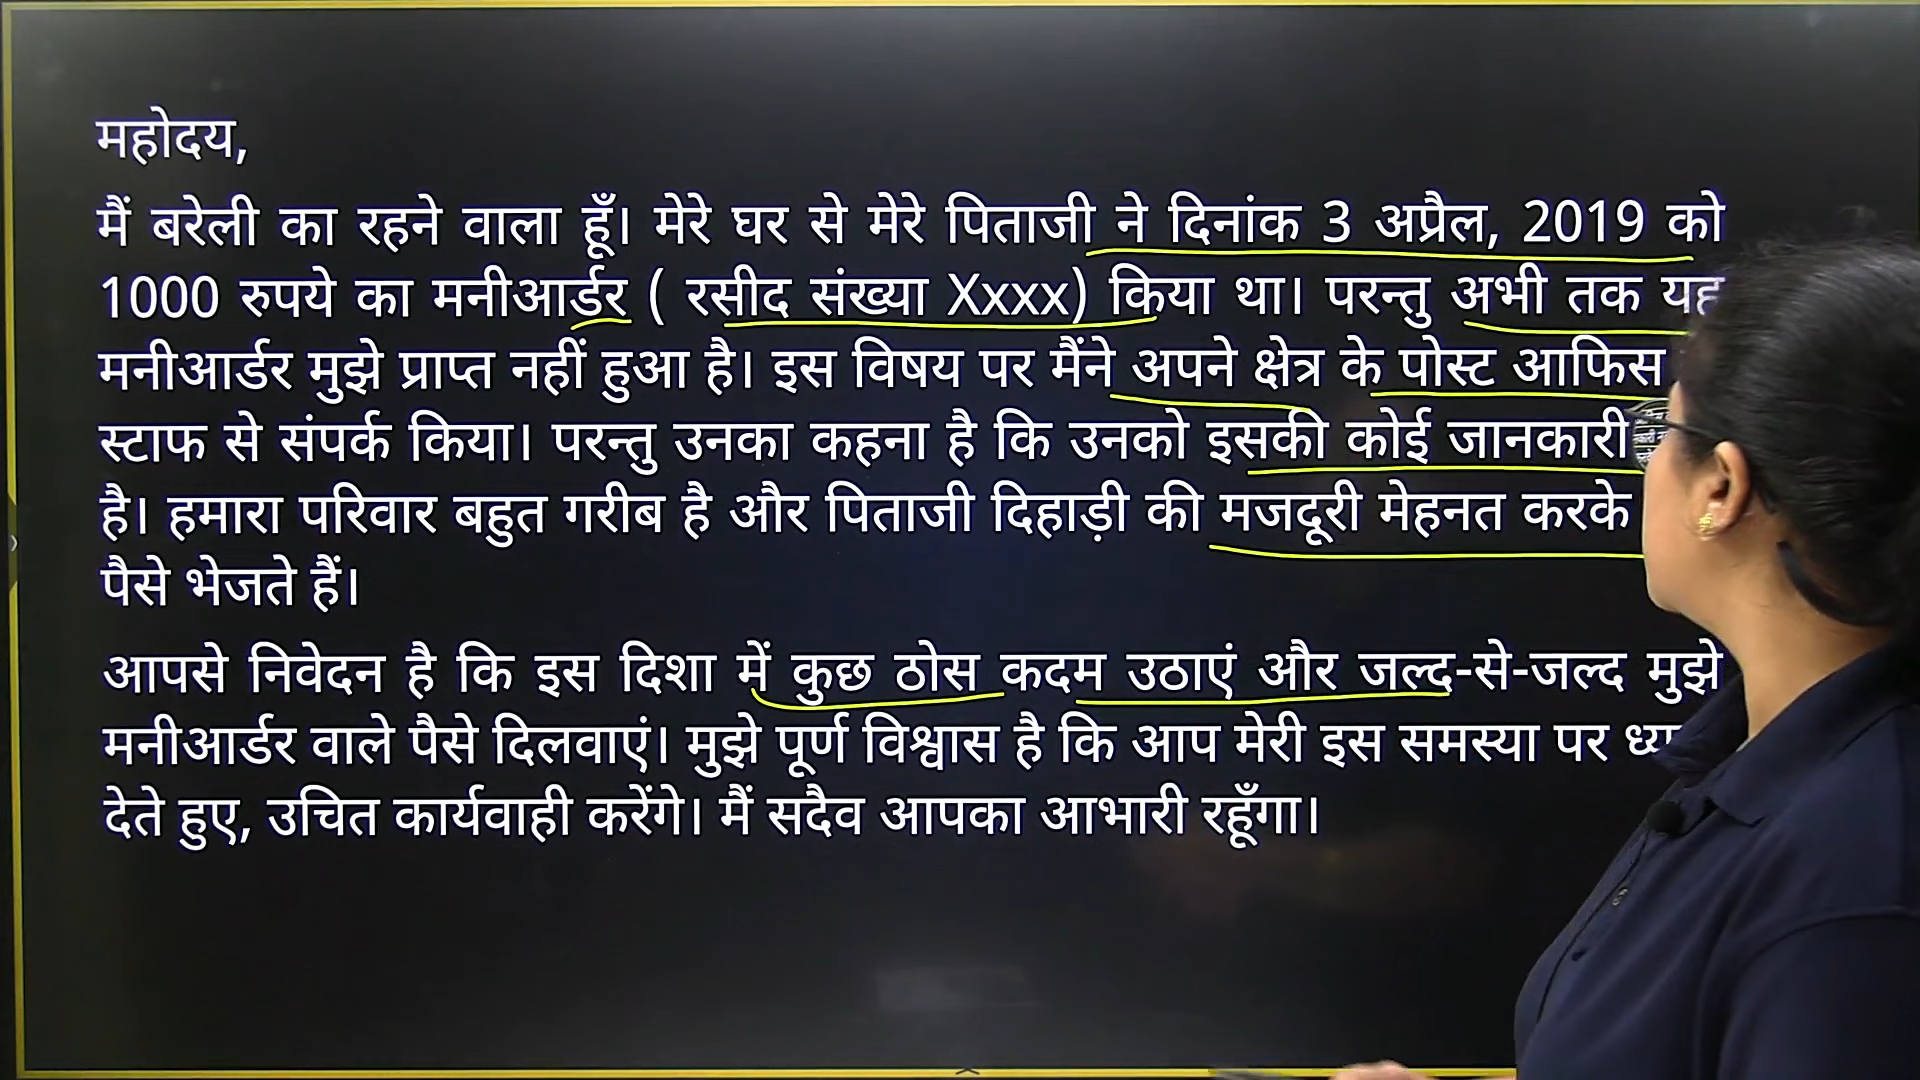 महोदय,
मैं बरेली का रहने वाला हूँ। मेरे घर से मेरे पिताजी ने दिनांक 3 अप्रैल, 2019 को
1000 रुपये का मनीआर्डर ( रसीद संख्या Xxxx) किया था। परन्तु अभी तक यह
मनीआर्डर मुझे प्राप्त नहीं हुआ है। इस विषय पर मैंने अपने क्षेत्र के पोस्ट आफिस
स्टाफ से संपर्क किया। परन्तु उनका कहना है कि उनको इसकी कोई जानकारी
है। हमारा परिवार बहुत गरीब है और पिताजी दिहाड़ी की मजदूरी मेहनत करके
पैसे भेजते हैं।
आपसे निवेदन है कि इस दिशा में कुछ ठोस कदम उठाएं और जल्द-से-जल्द मुझे
मनीआर्डर वाले पैसे दिलवाएं। मुझे पूर्ण विश्वास है कि आप मेरी इस समस्या पर
देते हुए, उचित कार्यवाही करेंगे। मैं सदैव आपका आभारी रहूँगा।